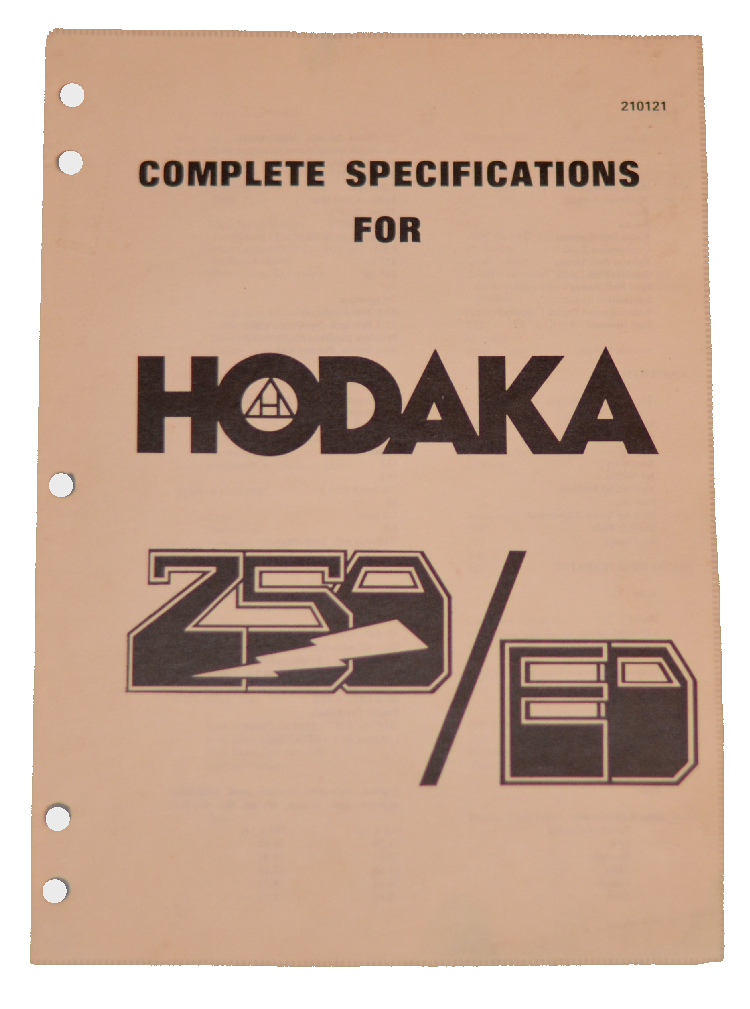 210121
COMPLETE SPECIFICATIONS
FOR
HODAKA
250/ED